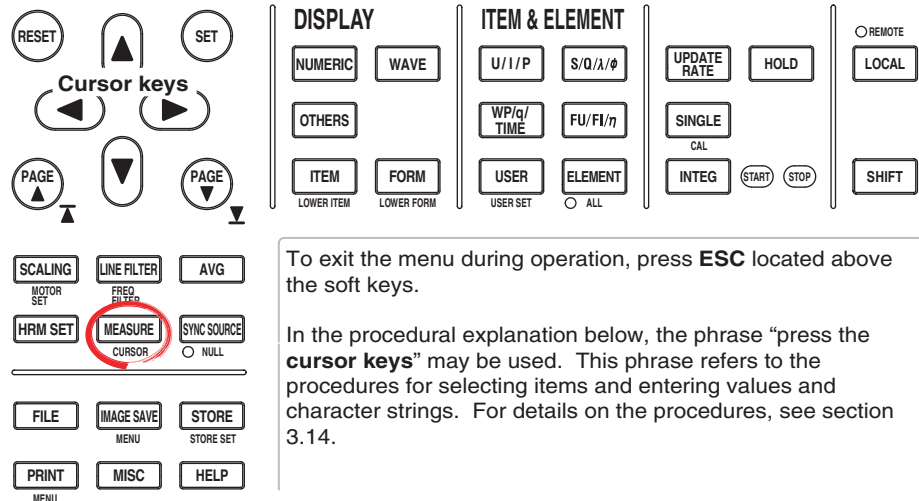 RESET
SET
Cursor keys
PAGE
PAGE
DISPLAY
NUMERIC
WAVE
OTHERS
ITEM
FORM
LOWER ITEM
LOWER FORM
ITEM & ELEMENT
U / I / P
S/Q/λ/ϕ
WP/q/
TIME
FU/FI/η
USER
ELEMENT
USER SET
ALL
UPDATE
RATE
HOLD
SINGLE
CAL
INTEG
START
STOP
REMOTE
LOCAL
SHIFT
SCALING
LINE FILTER
AVG
MOTOR
SET
FREQ
FILTER
HRM SET
MEASURE
SYNC SOURCE
CURSOR
NULL
FILE
IMAGE SAVE
STORE
MENU
STORE SET
PRINT
MISC
HELP
MENU
To exit the menu during operation, press ESC located above
the soft keys.
In the procedural explanation below, the phrase “press the
cursor keys” may be used. This phrase refers to the
procedures for selecting items and entering values and
character strings. For details on the procedures, see section
3.14.